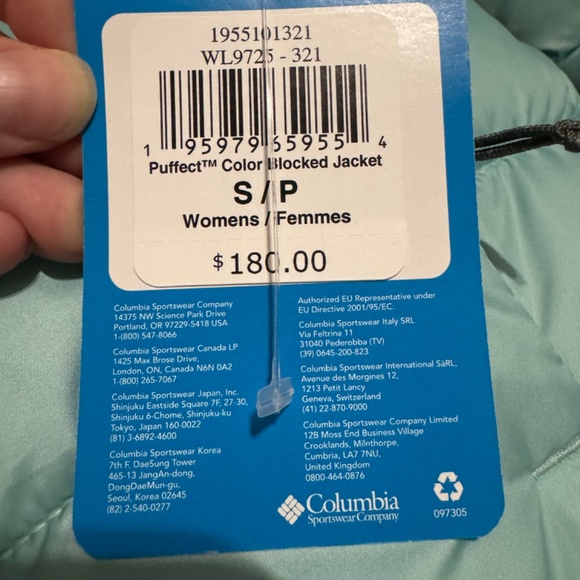 1955101321
WL9725 - 321
1 95979 65955 4
Puffect™ Color Blocked Jacket
S / P
Womens / Femmes
$180.00
Columbia Sportswear Company
14375 NW Science Park Drive
Portland, OR 97229-5418 USA
1-(800) 547-8066
Columbia Sportswear Canada LP
1425 Max Brose Drive,
London, ON, Canada N6N 0A2
1-(800) 265-7067
Columbia Sportswear Japan, Inc.
Shinjuku Eastside Square 7F, 27-30,
Shinjuku 6-Chome, Shinjuku-ku
Tokyo, Japan 160-0022
(81) 3-6892-4600
Columbia Sportswear Korea
7th F. DaeSung Tower
465-13 JangAn-dong,
DongDaeMun-gu,
Seoul, Korea 02645
(82) 2-540-0277
Authorized EU Representative under
EU Directive 2001/95/EC.
Columbia Sportswear Italy SRL
Via Feltrina 11
31040 Pederobba (TV)
(39) 0645-200-823
Columbia Sportswear International SàRL,
Avenue des Morgines 12,
1213 Petit Lancy
Geneva, Switzerland
(41) 22-870-9000
Columbia Sportswear Company Limited
12B Moss End Business Village
Crooklands, Milnthorpe,
Cumbria, LA7 7NU,
United Kingdom
0800-464-0876
Columbia
Sportswear Company
097305